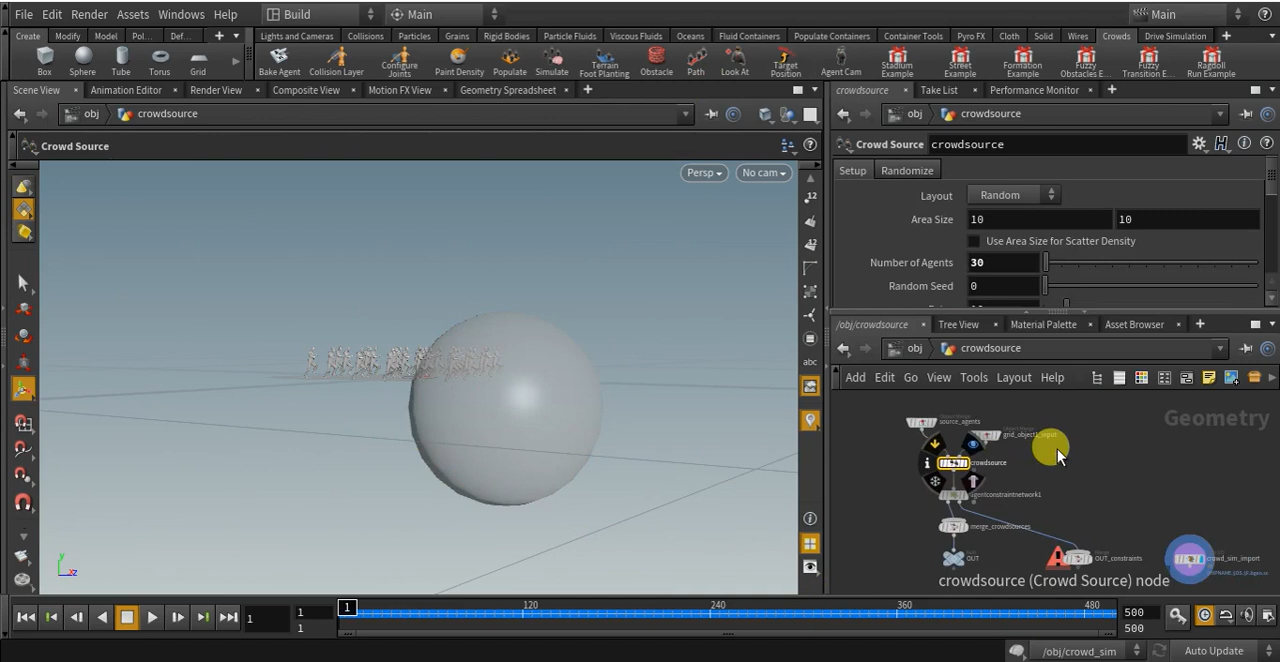 File Edit Render Assets Windows Help Build Main Main
Create Modify Model Pol... Def... Lights and Cameras Collisions Particles Grains Rigid Bodies Particle Fluids Viscous Fluids Oceans Fluid Containers Populate Containers Container Tools Pyro FX Cloth Solid Wires Crowds Drive Simulation
Box Sphere Tube Torus Grid Bake Agent Collision Layer Configure Joints Paint Density Populate Simulate Terrain Foot Planting Obstacle Path Look At Target Position Agent Cam Stadium Example Street Example Formation Example Fuzzy Obstacles E... Fuzzy Transition E... Ragdoll Run Example
Scene View Animation Editor Render View Composite View Motion FX View Geometry Spreadsheet
obj crowdsource
Crowd Source
Persp No cam
crowdsource Take List Performance Monitor
obj crowdsource
Crowd Source crowdsource
Setup Randomize
Layout Random
Area Size 10 10
Use Area Size for Scatter Density
Number of Agents 30
Random Seed 0
/obj/crowdsource Tree View Material Palette Asset Browser
obj crowdsource
Add Edit Go View Tools Layout Help
Geometry
source_agents
grid_object1_input
crowdsource
agentconstraintnetwork1
merge_crowdsources
OUT
OUT_constraints
crowd_sim_import
crowdsource (Crowd Source) node
12
12
abc
y
x
z
1 1 1 1 120 240 360 480 500 500
/obj/crowd_sim Auto Update